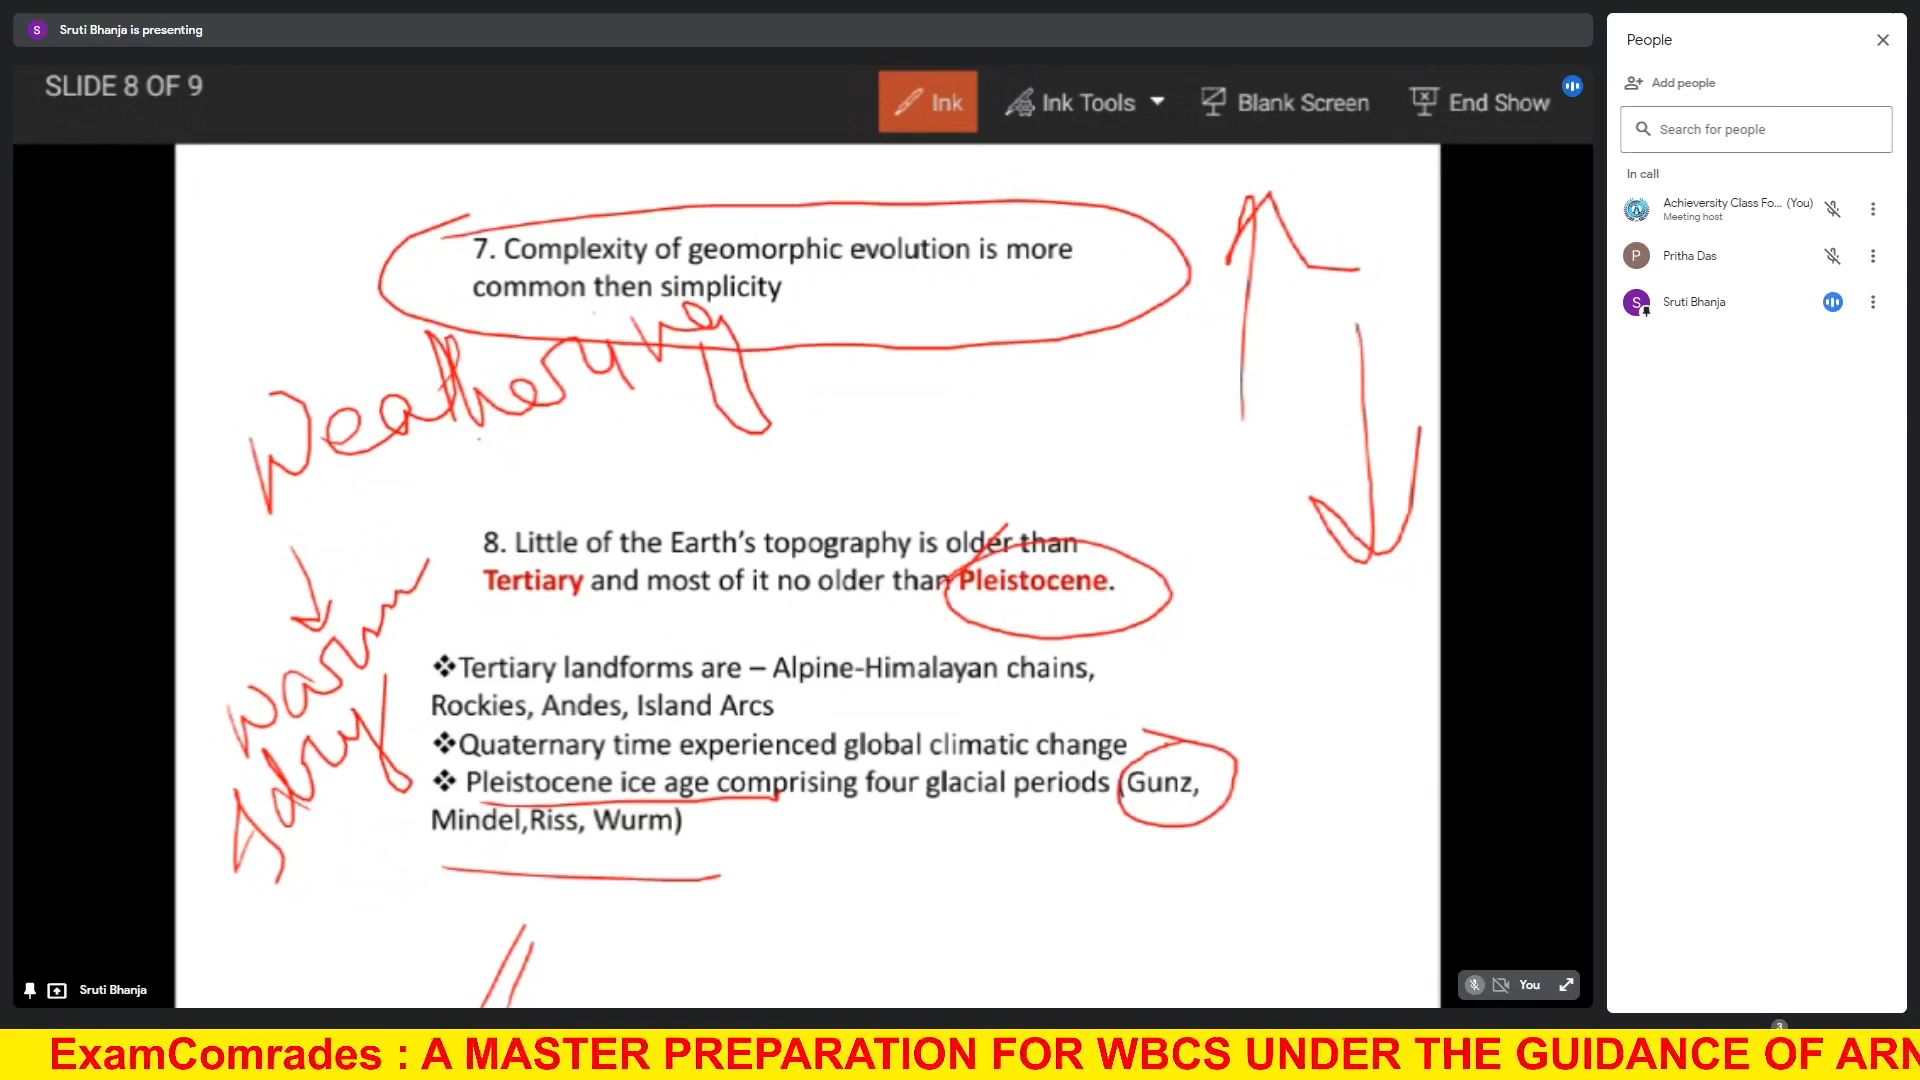 S Sruti Bhanja is presenting
SLIDE 8 OF 9
Ink
Ink Tools
Blank Screen
End Show
7. Complexity of geomorphic evolution is more
common then simplicity
Weathering
8. Little of the Earth's topography is older than
Tertiary and most of it no older than Pleistocene.
warm
dry
❖Tertiary landforms are – Alpine-Himalayan chains,
Rockies, Andes, Island Arcs
❖Quaternary time experienced global climatic change
❖ Pleistocene ice age comprising four glacial periods (Gunz,
Mindel,Riss, Wurm)
Sruti Bhanja
You
People
Add people
Search for people
In call
Achieversity Class Fo... (You)
Meeting host
P Pritha Das
S Sruti Bhanja
3
ExamComrades : A MASTER PREPARATION FOR WBCS UNDER THE GUIDANCE OF ARN